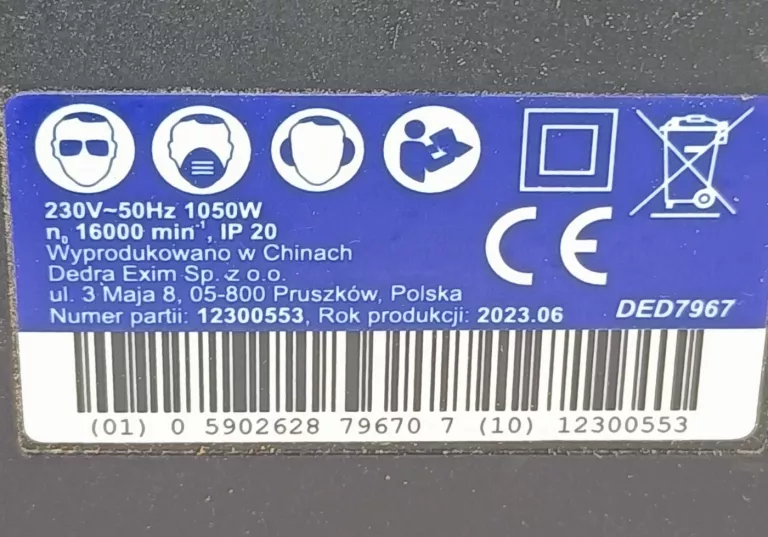 230V~50Hz 1050W
n₀ 16000 min⁻¹, IP 20
Wyprodukowano w Chinach
Dedra Exim Sp. z o.o.
ul. 3 Maja 8, 05-800 Pruszków, Polska
Numer partii: 12300553, Rok produkcji: 2023.06
CE
DED7967
(01) 0 5902628 79670 7 (10) 12300553